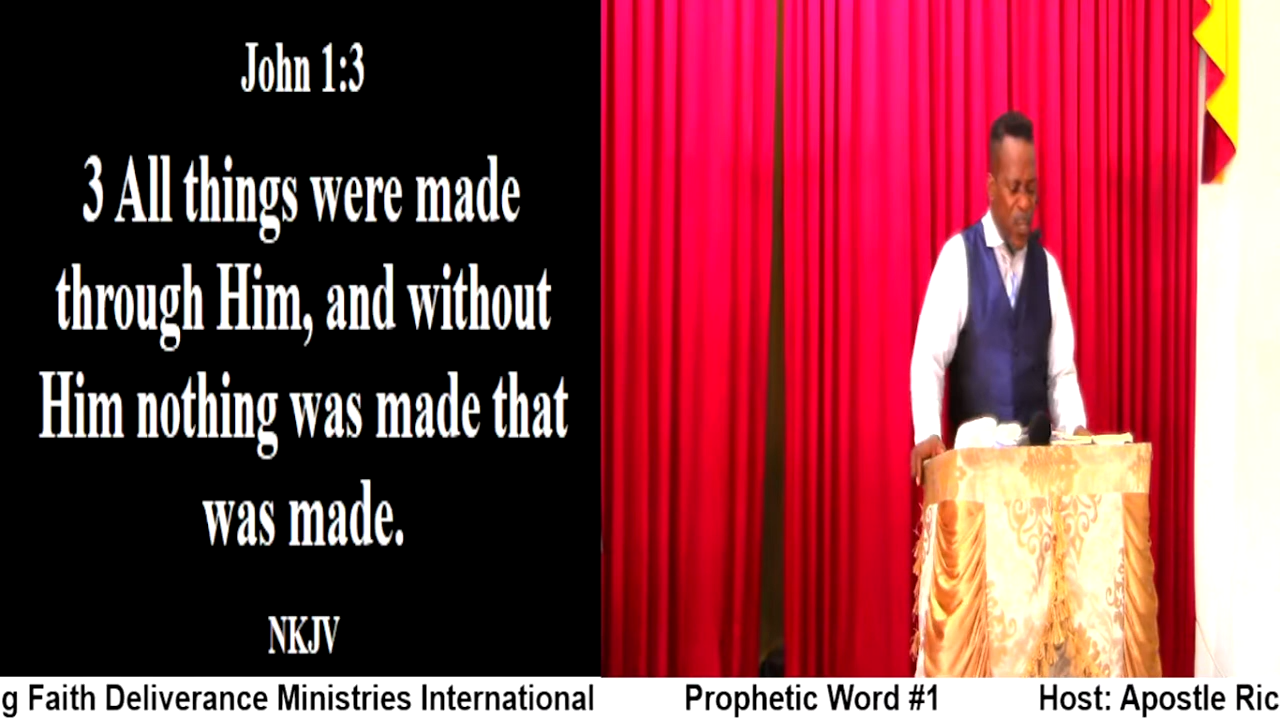 John 1:3
3 All things were made
through Him, and without
Him nothing was made that
was made.
NKJV
g Faith Deliverance Ministries International Prophetic Word #1 Host: Apostle Ric